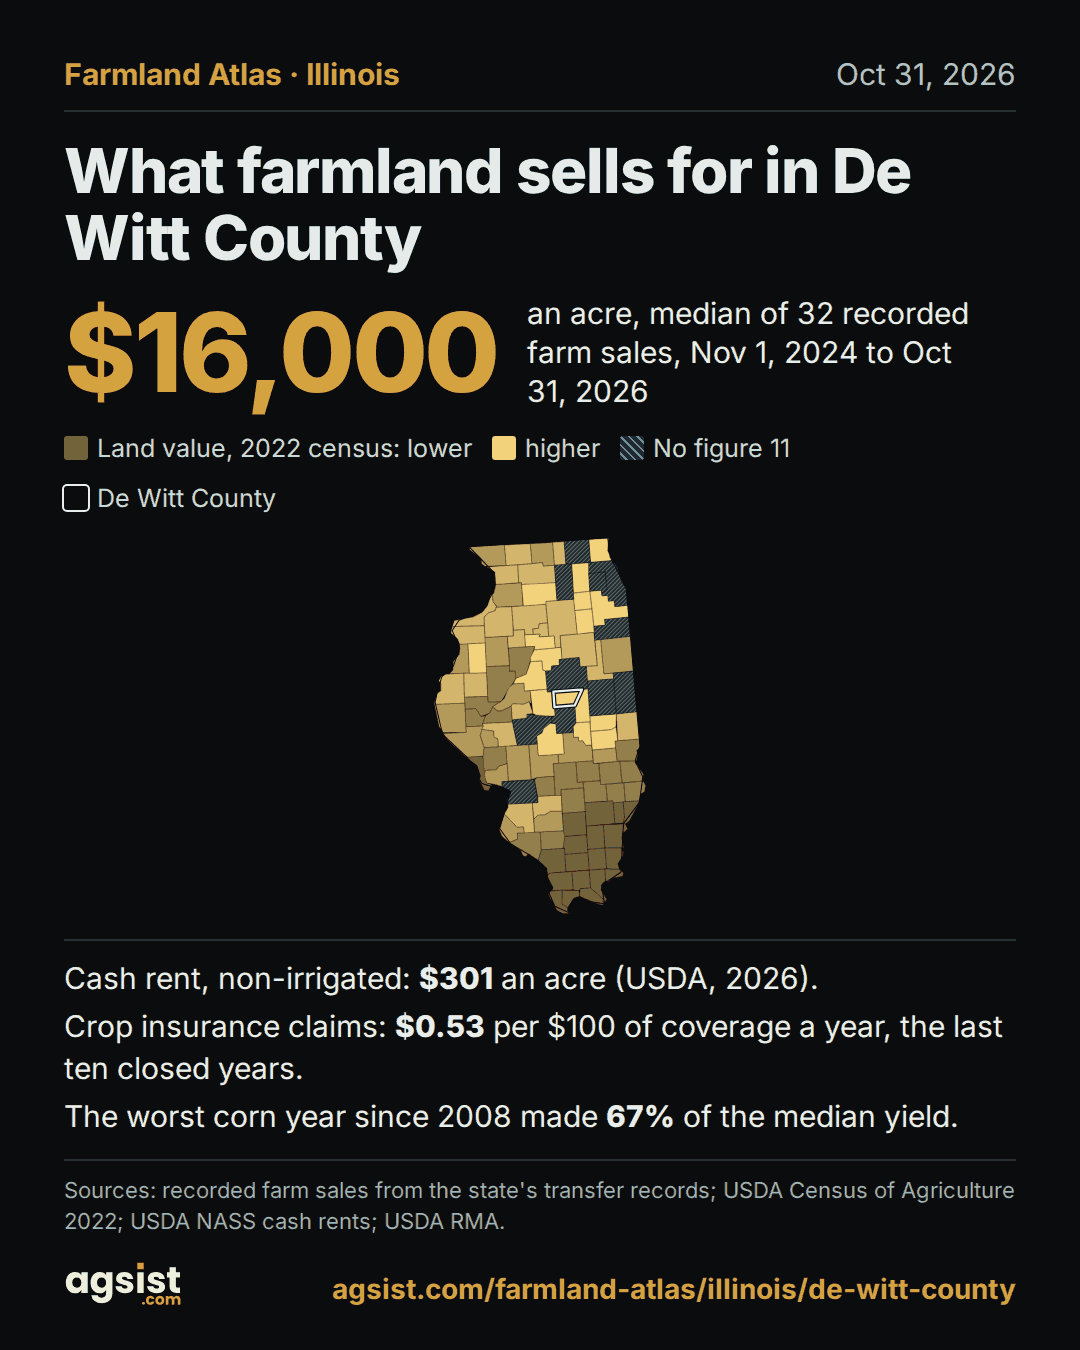 Farmland Atlas · Illinois
Oct 31, 2026
What farmland sells for in De
Witt County
$16,000
an acre, median of 32 recorded
farm sales, Nov 1, 2024 to Oct
31, 2026
Land value, 2022 census: lower
higher
No figure 11
De Witt County
Cash rent, non-irrigated: $301 an acre (USDA, 2026).
Crop insurance claims: $0.53 per $100 of coverage a year, the last
ten closed years.
The worst corn year since 2008 made 67% of the median yield.
Sources: recorded farm sales from the state's transfer records; USDA Census of Agriculture
2022; USDA NASS cash rents; USDA RMA.
agsist
.com
agsist.com/farmland-atlas/illinois/de-witt-county